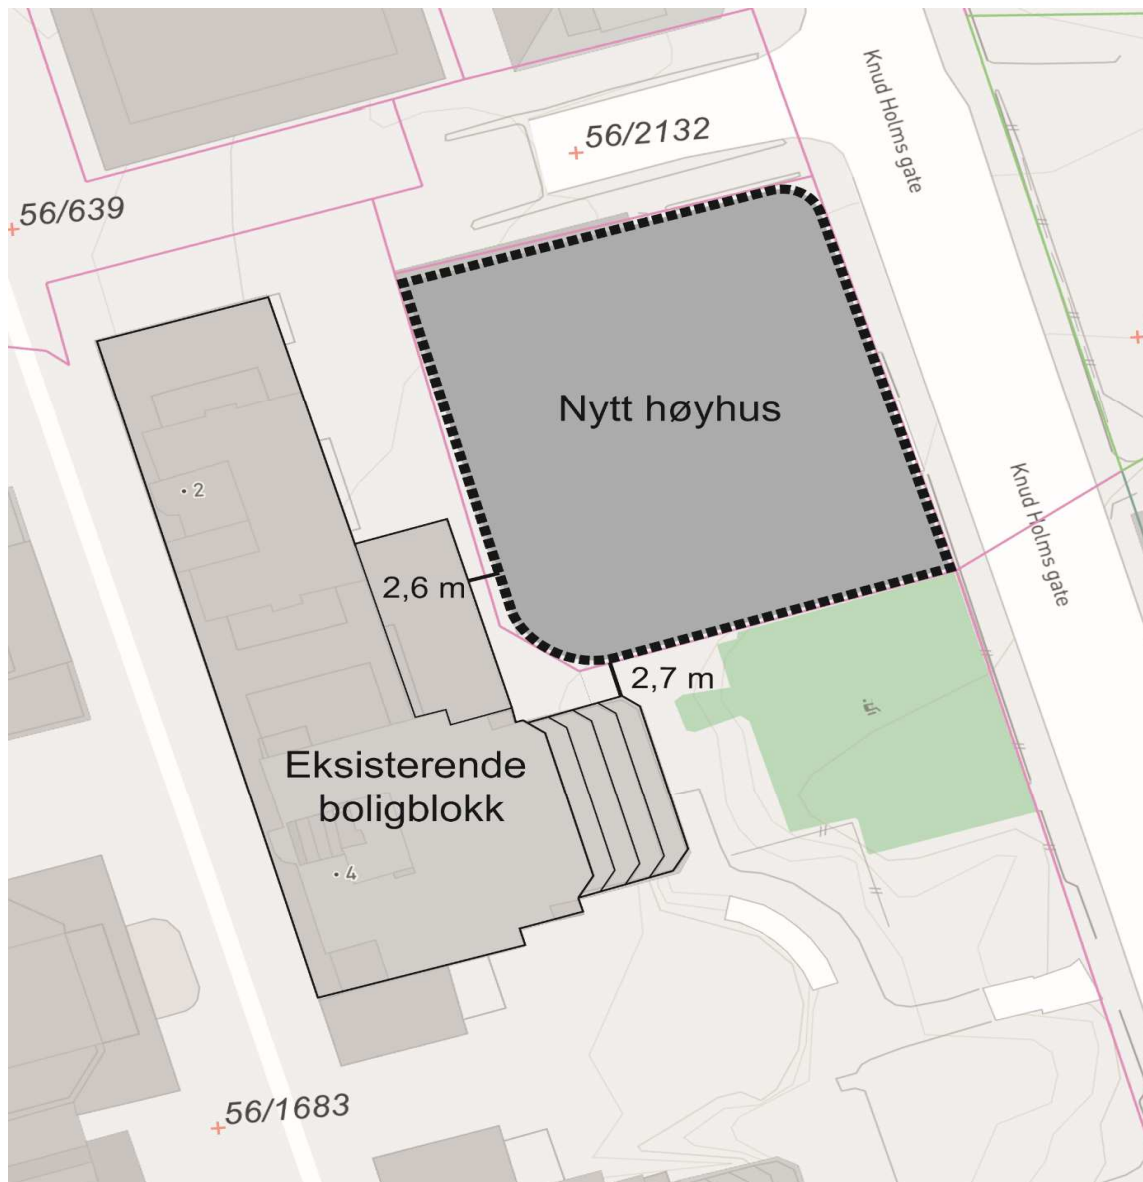 Knud Holms gate
56/2132
56/639
Nytt høyhus
2
Knud Holms gate
2,6 m
2,7 m
Eksisterende
boligblokk
4
56/1683